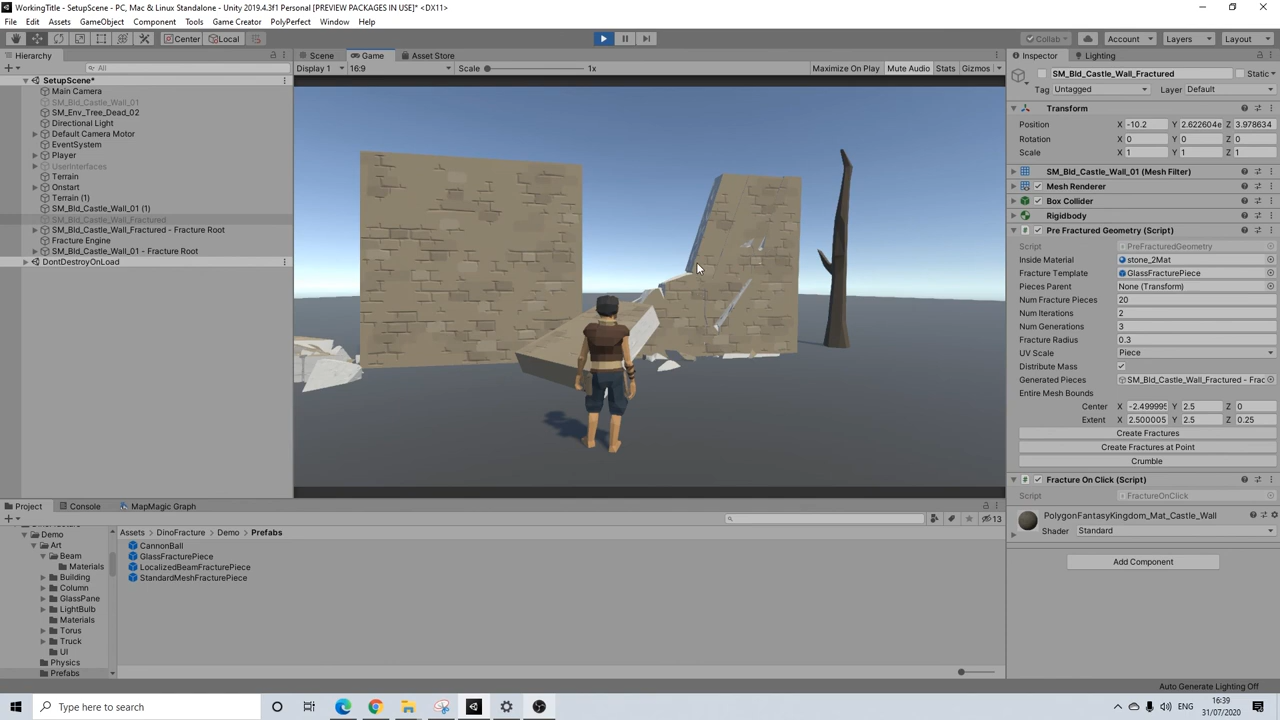 WorkingTitle - SetupScene - PC, Mac & Linux Standalone - Unity 2019.4.3f1 Personal [PREVIEW PACKAGES IN USE]* <DX11>
File Edit Assets GameObject Component Tools Game Creator PolyPerfect Window Help
Center Local Collab Account Layers Layout
Hierarchy
All
SetupScene*
Main Camera
SM_Bld_Castle_Wall_01
SM_Env_Tree_Dead_02
Directional Light
Default Camera Motor
EventSystem
Player
UserInterfaces
Terrain
Onstart
Terrain (1)
SM_Bld_Castle_Wall_01 (1)
SM_Bld_Castle_Wall_Fractured
SM_Bld_Castle_Wall_Fractured - Fracture Root
Fracture Engine
SM_Bld_Castle_Wall_01 - Fracture Root
DontDestroyOnLoad
Scene Game Asset Store
Display 1 16:9 Scale 1x Maximize On Play Mute Audio Stats Gizmos
Inspector Lighting
SM_Bld_Castle_Wall_Fractured Static
Tag Untagged Layer Default
Transform
Position X -10.2 Y 2.622604e Z 3.978634
Rotation X 0 Y 0 Z 0
Scale X 1 Y 1 Z 1
SM_Bld_Castle_Wall_01 (Mesh Filter)
Mesh Renderer
Box Collider
Rigidbody
Pre Fractured Geometry (Script)
Script PreFracturedGeometry
Inside Material stone_2Mat
Fracture Template GlassFracturePiece
Pieces Parent None (Transform)
Num Fracture Pieces 20
Num Iterations 2
Num Generations 3
Fracture Radius 0.3
UV Scale Piece
Distribute Mass
Generated Pieces SM_Bld_Castle_Wall_Fractured - Frac
Entire Mesh Bounds
Center X -2.499995 Y 2.5 Z 0
Extent X 2.500005 Y 2.5 Z 0.25
Create Fractures
Create Fractures at Point
Crumble
Fracture On Click (Script)
Script FractureOnClick
PolygonFantasyKingdom_Mat_Castle_Wall
Shader Standard
Add Component
Project Console MapMagic Graph
13
Demo
Art
Beam
Materials
Building
Column
GlassPane
LightBulb
Materials
Torus
Truck
UI
Physics
Prefabs
Assets > DinoFracture > Demo > Prefabs
CannonBall
GlassFracturePiece
LocalizedBeamFracturePiece
StandardMeshFracturePiece
Auto Generate Lighting Off
Type here to search
ENG
16:39
31/07/2020